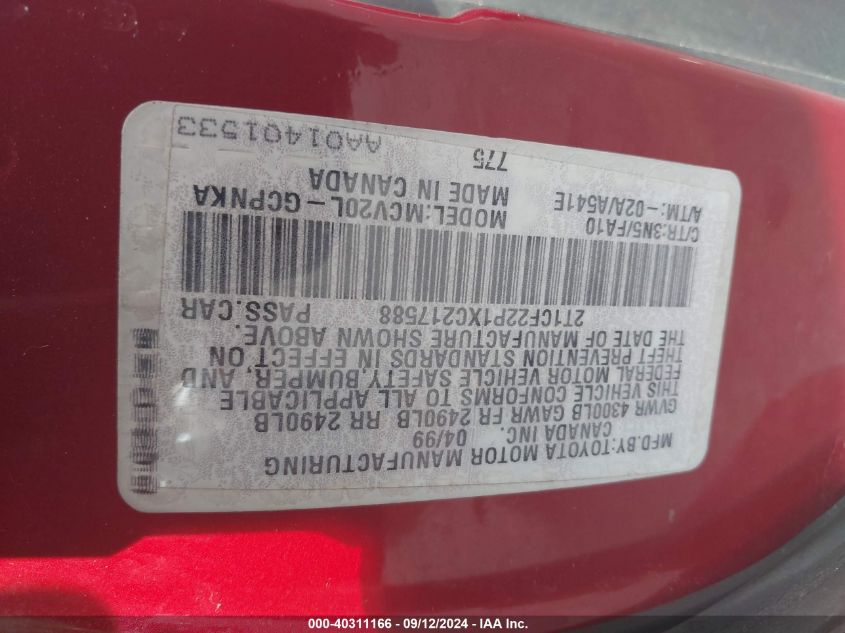 MFD.BY:TOYOTA MOTOR MANUFACTURING
CANADA INC. 04/99
GVWR 4300LB GAWR FR 2490LB RR 2490LB
THIS VEHICLE CONFORMS TO ALL APPLICABLE
FEDERAL MOTOR VEHICLE SAFETY,BUMPER, AND
THEFT PREVENTION STANDARDS IN EFFECT ON
THE DATE OF MANUFACTURE SHOWN ABOVE.
2T1CF22P1XC217588 PASS.CAR
C/TR:3N5/FA10 MODEL:MCV20L-GCPNKA
A/TM:-02A/A541E MADE IN CANADA
775
AA01401533
000-40311166 - 09/12/2024 - IAA Inc.